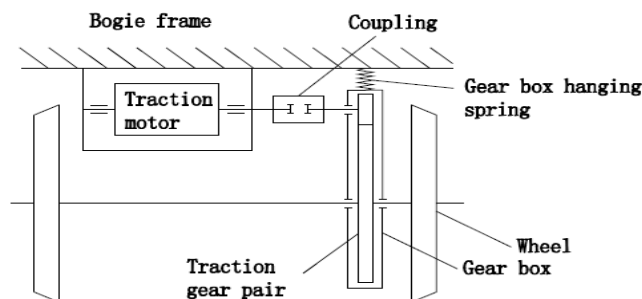 Bogie frame
Coupling
Traction
motor
Gear box hanging
spring
Wheel
Gear box
Traction
gear pair